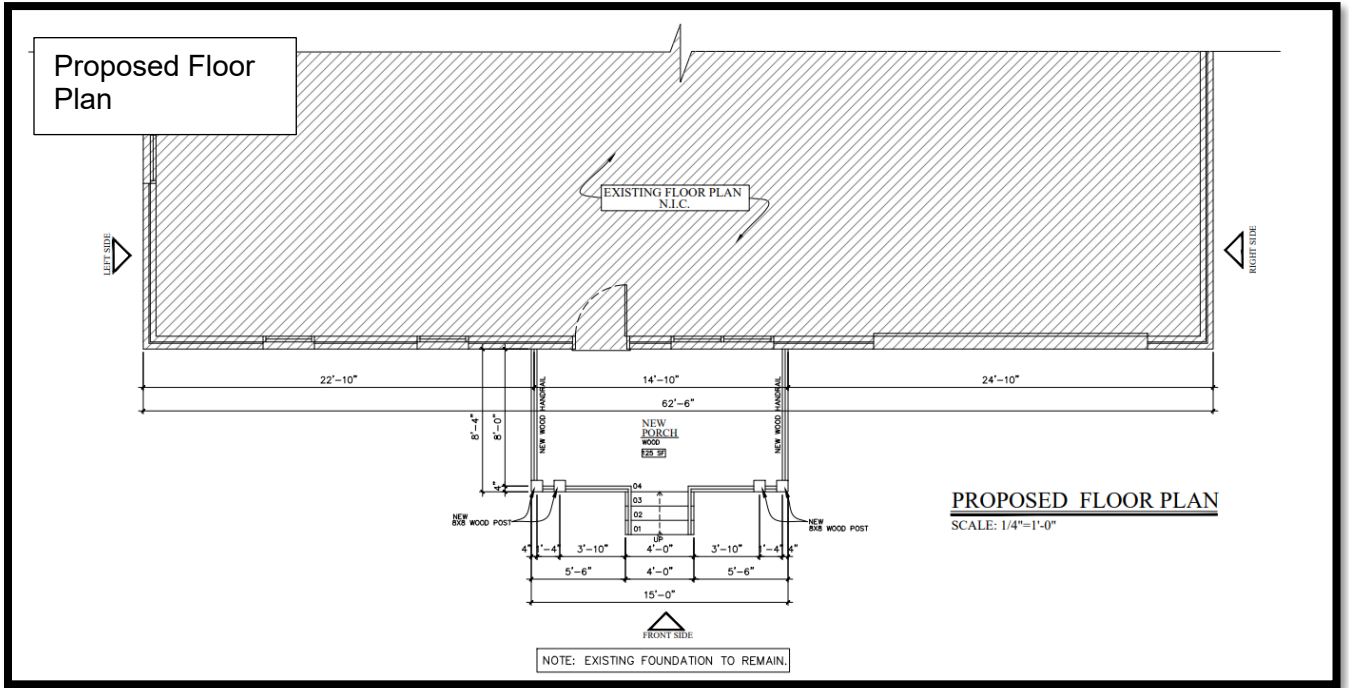 Proposed Floor
Plan
EXISTING FLOOR PLAN
N.I.C.
LEFT SIDE
RIGHT SIDE
22'-10"
14'-10"
24'-10"
62'-6"
8'-4"
8'-0"
4"
NEW WOOD HANDRAIL
NEW
PORCH
WOOD
125 SF
NEW WOOD HANDRAIL
04
03
02
01
UP
NEW
8X8 WOOD POST
NEW
8X8 WOOD POST
4" 1'-4" 3'-10" 4'-0" 3'-10" 1'-4" 4"
5'-6" 4'-0" 5'-6"
15'-0"
FRONT SIDE
NOTE: EXISTING FOUNDATION TO REMAIN.
PROPOSED FLOOR PLAN
SCALE: 1/4"=1'-0"